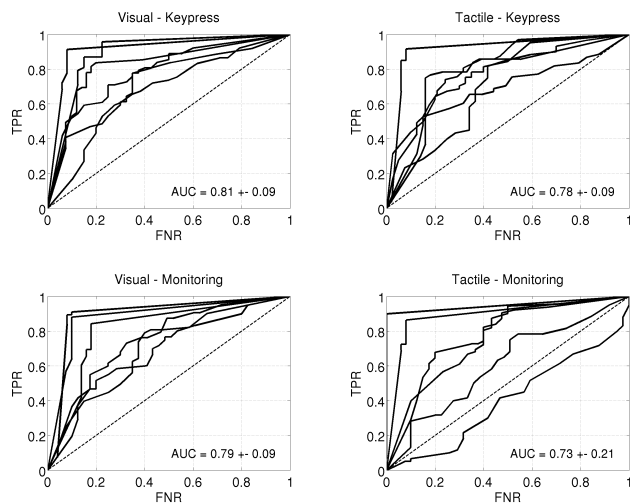 Visual - Keypress
1
0.8
0.6
0.4
0.2
0
TPR
AUC = 0.81 +- 0.09
0 0.2 0.4 0.6 0.8 1
FNR
Tactile - Keypress
1
0.8
0.6
0.4
0.2
0
TPR
AUC = 0.78 +- 0.09
0 0.2 0.4 0.6 0.8 1
FNR
Visual - Monitoring
1
0.8
0.6
0.4
0.2
0
TPR
AUC = 0.79 +- 0.09
0 0.2 0.4 0.6 0.8 1
FNR
Tactile - Monitoring
1
0.8
0.6
0.4
0.2
0
TPR
AUC = 0.73 +- 0.21
0 0.2 0.4 0.6 0.8 1
FNR